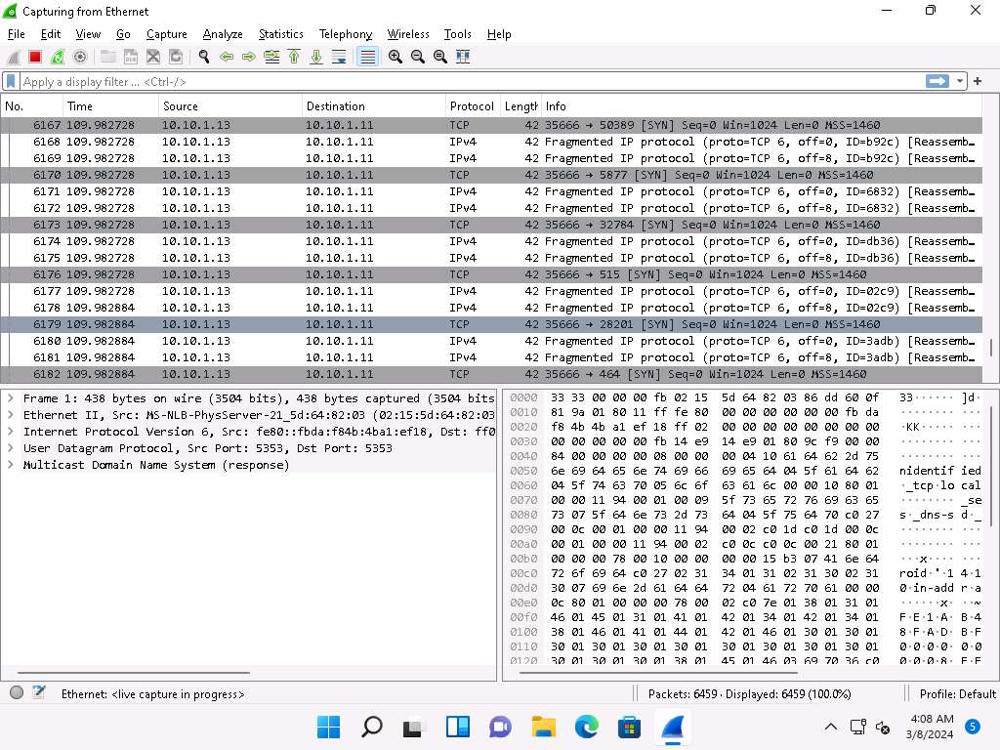 Capturing from Ethernet
File Edit View Go Capture Analyze Statistics Telephony Wireless Tools Help
Apply a display filter ... <Ctrl-/>
No. Time Source Destination Protocol Length Info
6167 109.982728 10.10.1.13 10.10.1.11 TCP 42 35666 → 50389 [SYN] Seq=0 Win=1024 Len=0 MSS=1460
6168 109.982728 10.10.1.13 10.10.1.11 IPv4 42 Fragmented IP protocol (proto=TCP 6, off=0, ID=b92c) [Reassemb…
6169 109.982728 10.10.1.13 10.10.1.11 IPv4 42 Fragmented IP protocol (proto=TCP 6, off=8, ID=b92c) [Reassemb…
6170 109.982728 10.10.1.13 10.10.1.11 TCP 42 35666 → 5877 [SYN] Seq=0 Win=1024 Len=0 MSS=1460
6171 109.982728 10.10.1.13 10.10.1.11 IPv4 42 Fragmented IP protocol (proto=TCP 6, off=0, ID=6832) [Reassemb…
6172 109.982728 10.10.1.13 10.10.1.11 IPv4 42 Fragmented IP protocol (proto=TCP 6, off=8, ID=6832) [Reassemb…
6173 109.982728 10.10.1.13 10.10.1.11 TCP 42 35666 → 32784 [SYN] Seq=0 Win=1024 Len=0 MSS=1460
6174 109.982728 10.10.1.13 10.10.1.11 IPv4 42 Fragmented IP protocol (proto=TCP 6, off=0, ID=db36) [Reassemb…
6175 109.982728 10.10.1.13 10.10.1.11 IPv4 42 Fragmented IP protocol (proto=TCP 6, off=8, ID=db36) [Reassemb…
6176 109.982728 10.10.1.13 10.10.1.11 TCP 42 35666 → 515 [SYN] Seq=0 Win=1024 Len=0 MSS=1460
6177 109.982728 10.10.1.13 10.10.1.11 IPv4 42 Fragmented IP protocol (proto=TCP 6, off=0, ID=02c9) [Reassemb…
6178 109.982884 10.10.1.13 10.10.1.11 IPv4 42 Fragmented IP protocol (proto=TCP 6, off=8, ID=02c9) [Reassemb…
6179 109.982884 10.10.1.13 10.10.1.11 TCP 42 35666 → 28201 [SYN] Seq=0 Win=1024 Len=0 MSS=1460
6180 109.982884 10.10.1.13 10.10.1.11 IPv4 42 Fragmented IP protocol (proto=TCP 6, off=0, ID=3adb) [Reassemb…
6181 109.982884 10.10.1.13 10.10.1.11 IPv4 42 Fragmented IP protocol (proto=TCP 6, off=8, ID=3adb) [Reassemb…
6182 109.982884 10.10.1.13 10.10.1.11 TCP 42 35666 → 464 [SYN] Seq=0 Win=1024 Len=0 MSS=1460
Frame 1: 438 bytes on wire (3504 bits), 438 bytes captured (3504 bits
Ethernet II, Src: MS-NLB-PhysServer-21_5d:64:82:03 (02:15:5d:64:82:03
Internet Protocol Version 6, Src: fe80::fbda:f84b:4ba1:ef18, Dst: ff0
User Datagram Protocol, Src Port: 5353, Dst Port: 5353
Multicast Domain Name System (response)
0000 33 33 00 00 00 fb 02 15 5d 64 82 03 86 dd 60 0f 33······ ]d·
0010 81 9a 01 80 11 ff fe 80 00 00 00 00 00 00 fb da ········ ···
0020 f8 4b 4b a1 ef 18 ff 02 00 00 00 00 00 00 00 00 ·KK····· ···
0030 00 00 00 00 00 fb 14 e9 14 e9 01 80 9c f9 00 00 ········ ···
0040 84 00 00 00 00 08 00 00 00 04 10 61 64 62 2d 75 ········ ···
0050 6e 69 64 65 6e 74 69 66 69 65 64 04 5f 61 64 62 nidentif ied
0060 04 5f 74 63 70 05 6c 6f 63 61 6c 00 00 10 80 01 ·_tcp·lo cal
0070 00 00 11 94 00 01 00 09 5f 73 65 72 76 69 63 65 ········ _se
0080 73 07 5f 64 6e 73 2d 73 64 04 5f 75 64 70 c0 27 s·_dns-s d·_
0090 00 0c 00 01 00 00 11 94 00 02 c0 1d c0 1d 00 0c ········ ···
00a0 00 01 00 00 11 94 00 02 c0 0c c0 0c 00 21 80 01 ········ ···
00b0 00 00 00 78 00 10 00 00 00 00 15 b3 07 41 6e 64 ···x···· ···
00c0 72 6f 69 64 c0 27 02 31 34 01 31 02 31 30 02 31 roid·'·1 4·1
00d0 30 07 69 6e 2d 61 64 64 72 04 61 72 70 61 00 00 0·in-add r·a
00e0 0c 80 01 00 00 00 78 00 02 c0 7e 01 38 01 31 01 ······x· ··~
00f0 46 01 45 01 31 01 41 01 42 01 34 01 42 01 34 01 F·E·1·A· B·4
0100 38 01 46 01 41 01 44 01 42 01 46 01 30 01 30 01 8·F·A·D· B·F
0110 30 01 30 01 30 01 30 01 30 01 30 01 30 01 30 01 0·0·0·0· 0·0
0120 30 01 30 01 30 01 38 01 45 01 46 03 69 70 36 c0 0·0·0·8· E·F
Ethernet: <live capture in progress>
Packets: 6459 · Displayed: 6459 (100.0%)
Profile: Default
4:08 AM
3/8/2024
5